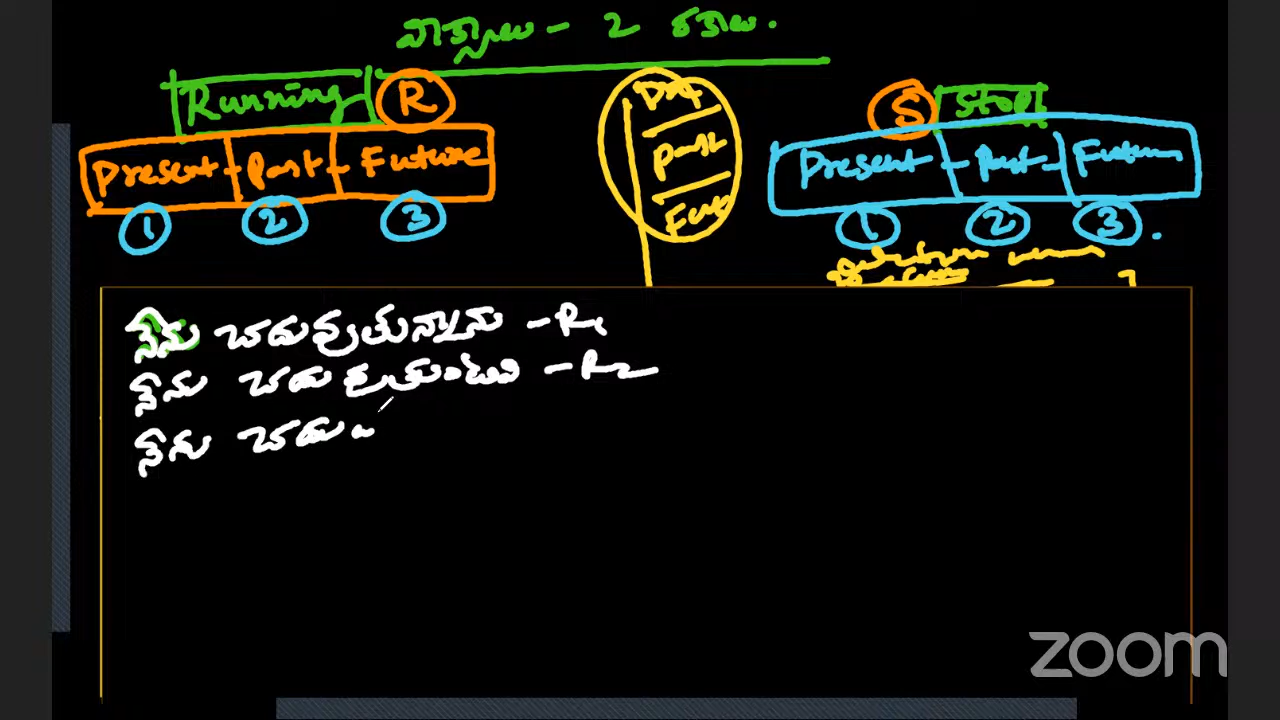 వాక్యాలు - 2 రకాలు.
Running R
Present - Past - Future
1 2 3
Pre
Past
Fut
S Stop
Present - Past - Future
1 2 3
నేను చదువుతున్నాను - R1
నేను చదువుతుంటిని - R2
నేను చదువ
zoom